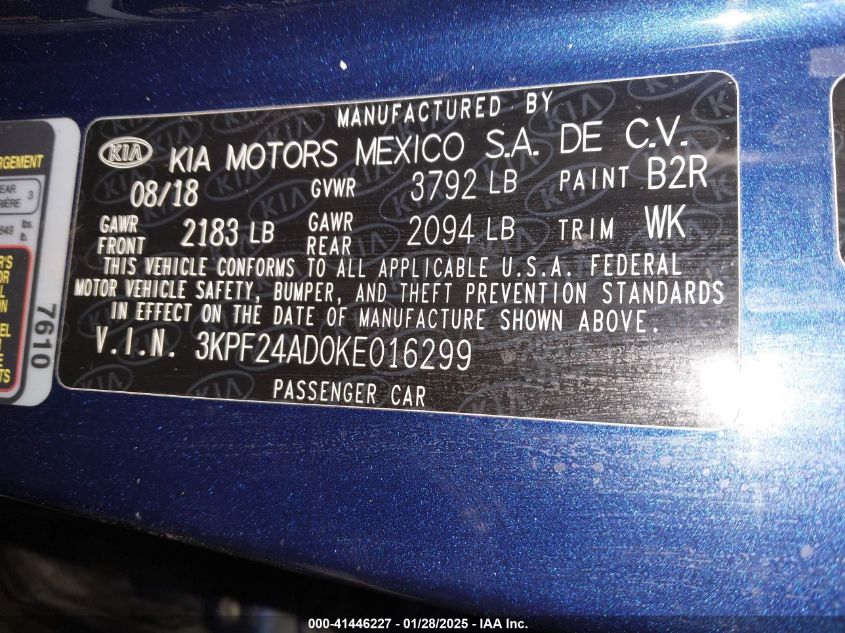 MANUFACTURED BY
KIA KIA MOTORS MEXICO S.A. DE C.V.
08/18 GVWR 3792 LB PAINT B2R
GAWR FRONT 2183 LB GAWR REAR 2094 LB TRIM WK
THIS VEHICLE CONFORMS TO ALL APPLICABLE U.S.A. FEDERAL
MOTOR VEHICLE SAFETY, BUMPER, AND THEFT PREVENTION STANDARDS
IN EFFECT ON THE DATE OF MANUFACTURE SHOWN ABOVE.
V.I.N. 3KPF24AD0KE016299
PASSENGER CAR
3
lbs.
7610
000-41446227 - 01/28/2025 - IAA Inc.